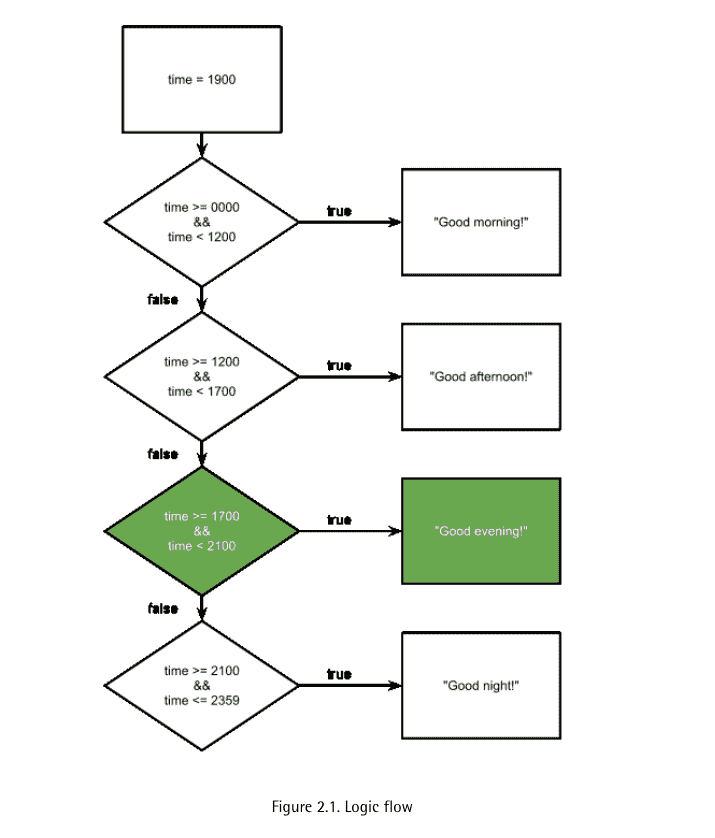 time = 1900
time >= 0000
&&
time < 1200
true
"Good morning!"
false
time >= 1200
&&
time < 1700
true
"Good afternoon!"
false
time >= 1700
&&
time < 2100
true
"Good evening!"
false
time >= 2100
&&
time <= 2359
true
"Good night!"
Figure 2.1. Logic flow